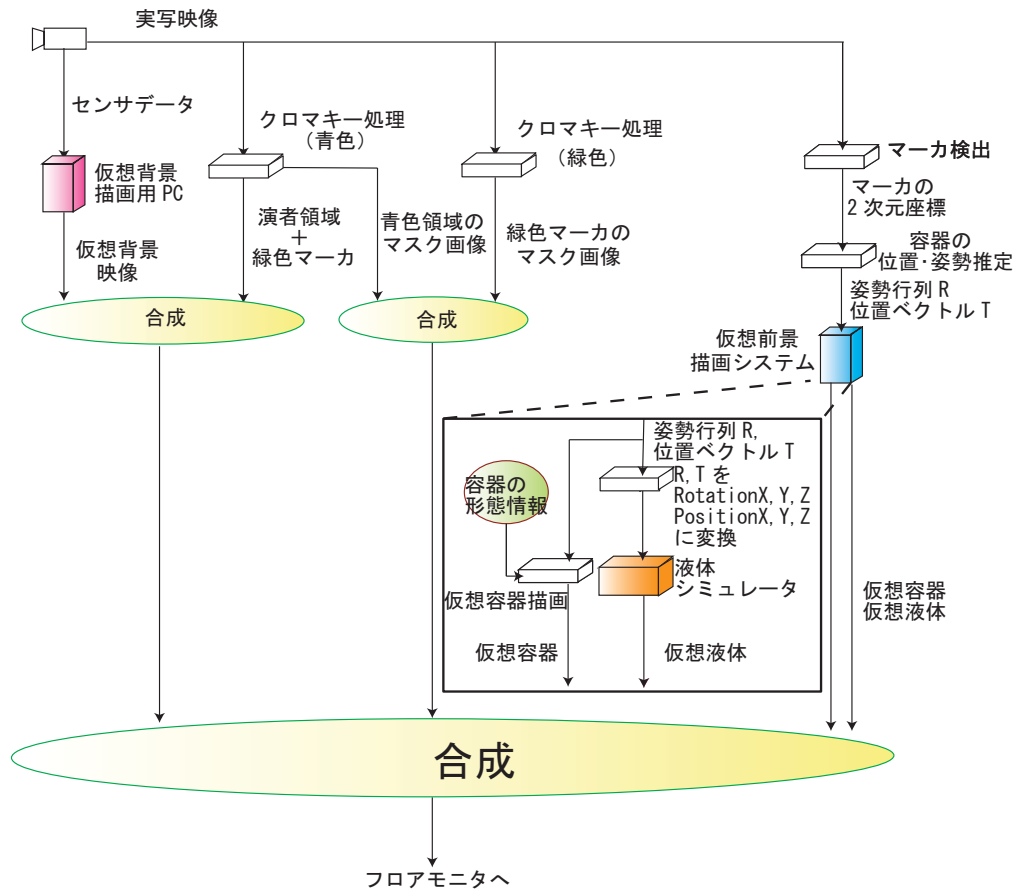 実写映像
センサデータ
クロマキー処理
（青色）
クロマキー処理
（緑色）
マーカ検出
仮想背景
描画用 PC
マーカの
2 次元座標
演者領域
＋
緑色マーカ
青色領域の
マスク画像
緑色マーカの
マスク画像
仮想背景
映像
容器の
位置・姿勢推定
姿勢行列 R
位置ベクトル T
合成
合成
仮想前景
描画システム
姿勢行列 R,
位置ベクトル T
R, T を
RotationX, Y, Z
PositionX, Y, Z
に変換
容器の
形態情報
液体
シミュレータ
仮想容器描画
仮想容器
仮想液体
仮想容器
仮想液体
合成
フロアモニタへ